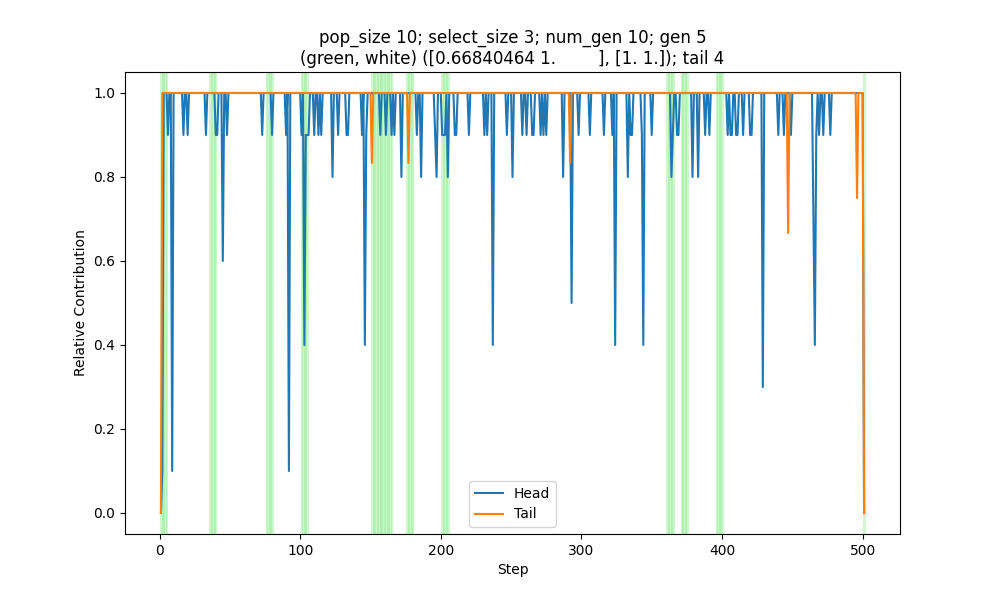 pop_size 10; select_size 3; num_gen 10; gen 5
(green, white) ([0.66840464 1.        ], [1. 1.]); tail 4
1.0
0.8
0.6
0.4
0.2
0.0
Relative Contribution
Head
Tail
0
100
200
300
400
500
Step